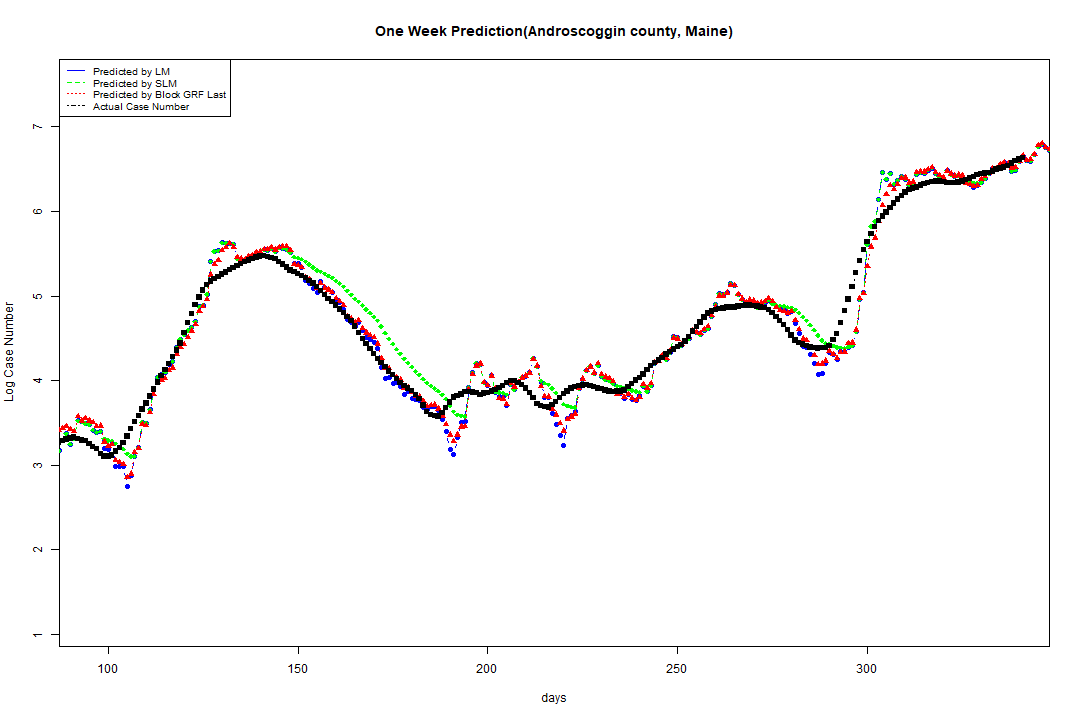 One Week Prediction(Androscoggin county, Maine)
Predicted by LM
Predicted by SLM
Predicted by Block GRF Last
Actual Case Number
7
6
5
4
3
2
1
Log Case Number
100 150 200 250 300
days